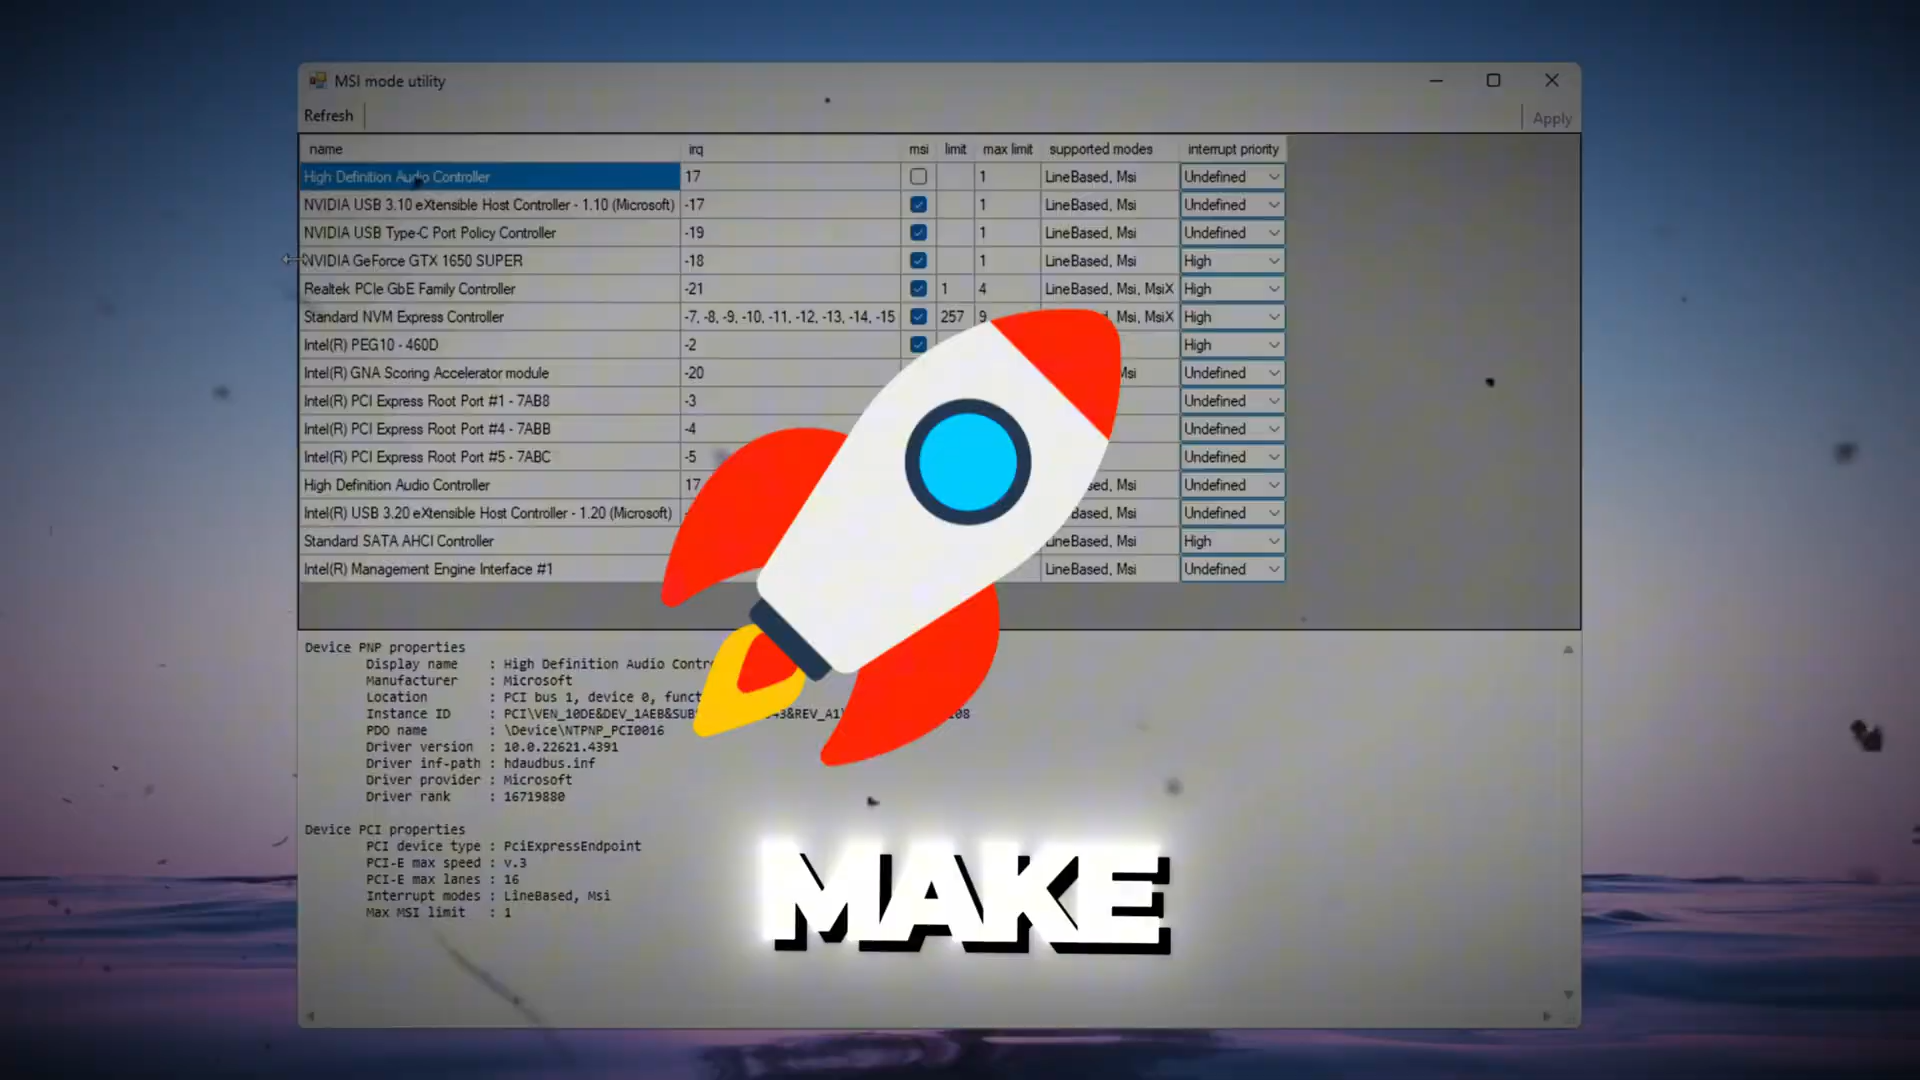 MSI mode utility
Refresh
Apply
name irq msi limit max limit supported modes interrupt priority
High Definition Audio Controller 17 1 LineBased, Msi Undefined
NVIDIA USB 3.10 eXtensible Host Controller - 1.10 (Microsoft) -17 1 LineBased, Msi Undefined
NVIDIA USB Type-C Port Policy Controller -19 1 LineBased, Msi Undefined
NVIDIA GeForce GTX 1650 SUPER -18 1 LineBased, Msi High
Realtek PCIe GbE Family Controller -21 1 4 LineBased, Msi, MsiX High
Standard NVM Express Controller -7, -8, -9, -10, -11, -12, -13, -14, -15 257 9 Msi, MsiX High
Intel(R) PEG10 - 460D -2 High
Intel(R) GNA Scoring Accelerator module -20 Msi Undefined
Intel(R) PCI Express Root Port #1 - 7AB8 -3 Undefined
Intel(R) PCI Express Root Port #4 - 7ABB -4 Undefined
Intel(R) PCI Express Root Port #5 - 7ABC -5 Undefined
High Definition Audio Controller 17 Msi Undefined
Intel(R) USB 3.20 eXtensible Host Controller - 1.20 (Microsoft) Msi Undefined
Standard SATA AHCI Controller LineBased, Msi High
Intel(R) Management Engine Interface #1 LineBased, Msi Undefined
Device PNP properties
Display name : High Definition Audio Contr
Manufacturer : Microsoft
Location : PCI bus 1, device 0, funct
Instance ID : PCI\VEN_10DE&DEV_1AEB&SUB 43&REV_A1\ 08
PDO name : \Device\NTPNP_PCI0016
Driver version : 10.0.22621.4391
Driver inf-path : hdaudbus.inf
Driver provider : Microsoft
Driver rank : 16719880
Device PCI properties
PCI device type : PciExpressEndpoint
PCI-E max speed : v.3
PCI-E max lanes : 16
Interrupt modes : LineBased, Msi
Max MSI limit : 1
MAKE